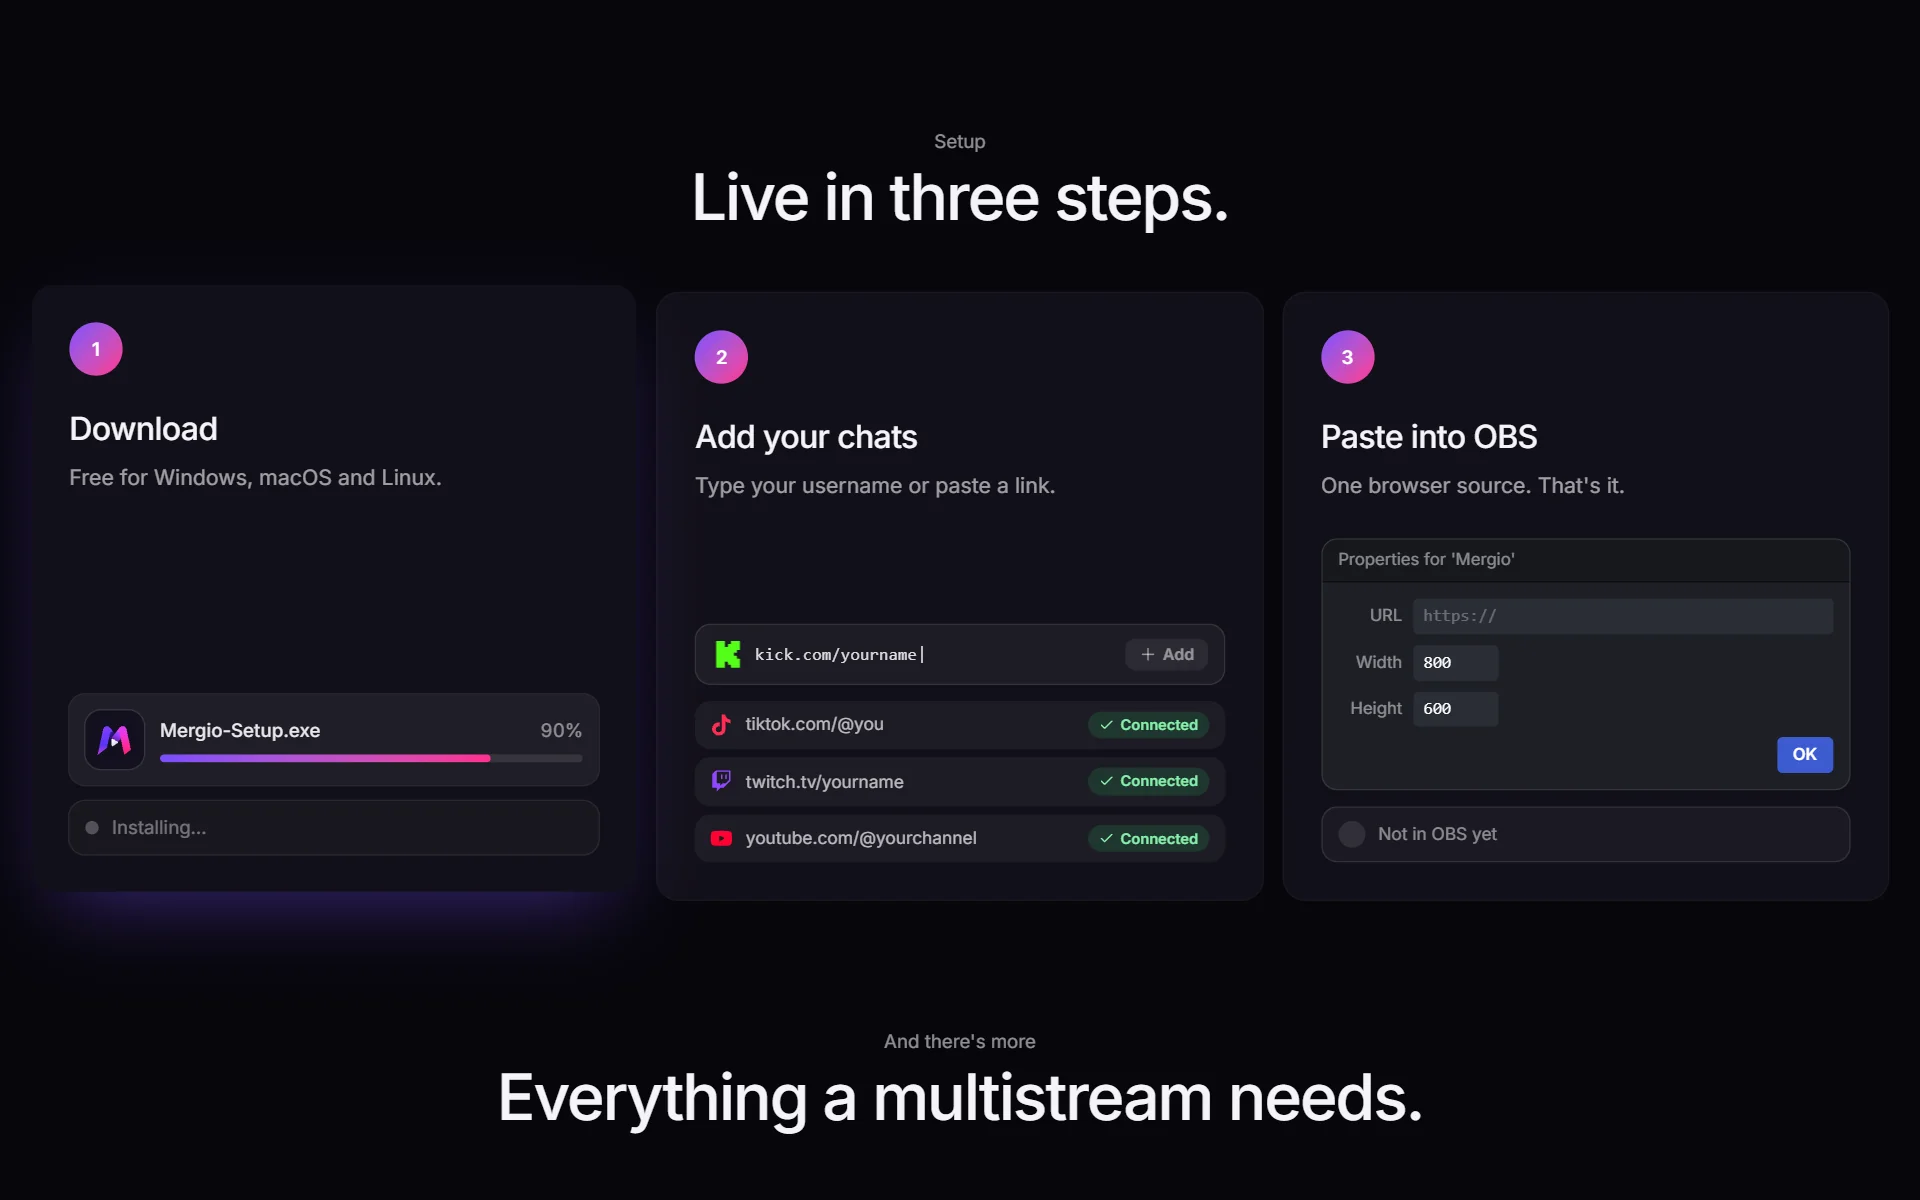 Setup
Live in three steps.
1
Download
Free for Windows, macOS and Linux.
Mergio-Setup.exe
90%
Installing...
2
Add your chats
Type your username or paste a link.
kick.com/yourname
+ Add
tiktok.com/@you
Connected
twitch.tv/yourname
Connected
youtube.com/@yourchannel
Connected
3
Paste into OBS
One browser source. That's it.
Properties for 'Mergio'
URL https://
Width 800
Height 600
OK
Not in OBS yet
And there's more
Everything a multistream needs.